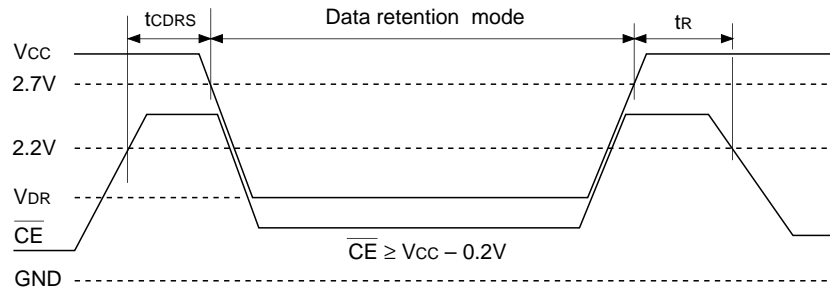 tCDRS
Data retention mode
tR
VCC
2.7V
2.2V
VDR
CE
CE ≥ VCC – 0.2V
GND